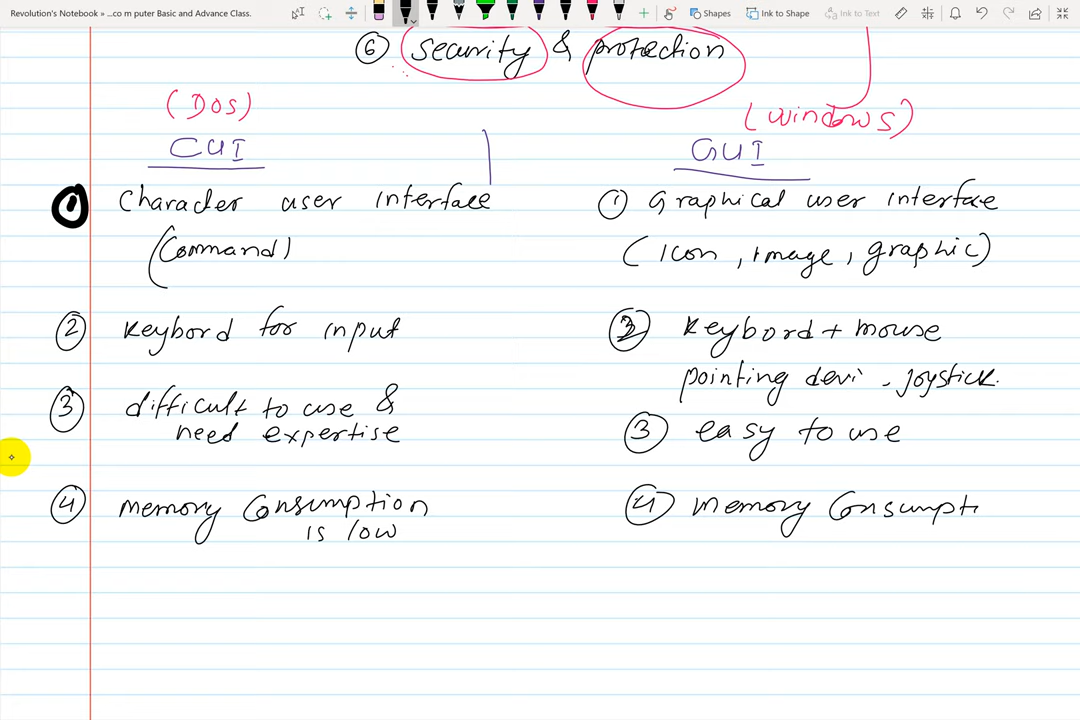 Revolution's Notebook » ...co m puter Basic and Advance Class.
Shapes
Ink to Shape
Ink to Text
⑥ security & protection
(DOS)
(windows)
CUI
GUI
① Character user interface
① Graphical user interface
(Command)
(Icon, Image, graphic)
② keybord for input
② keybord + mouse
pointing devi - joystick.
③ difficult to use &
need expertise
③ easy to use
④ memory Consumption
is low
④ memory Consumpti